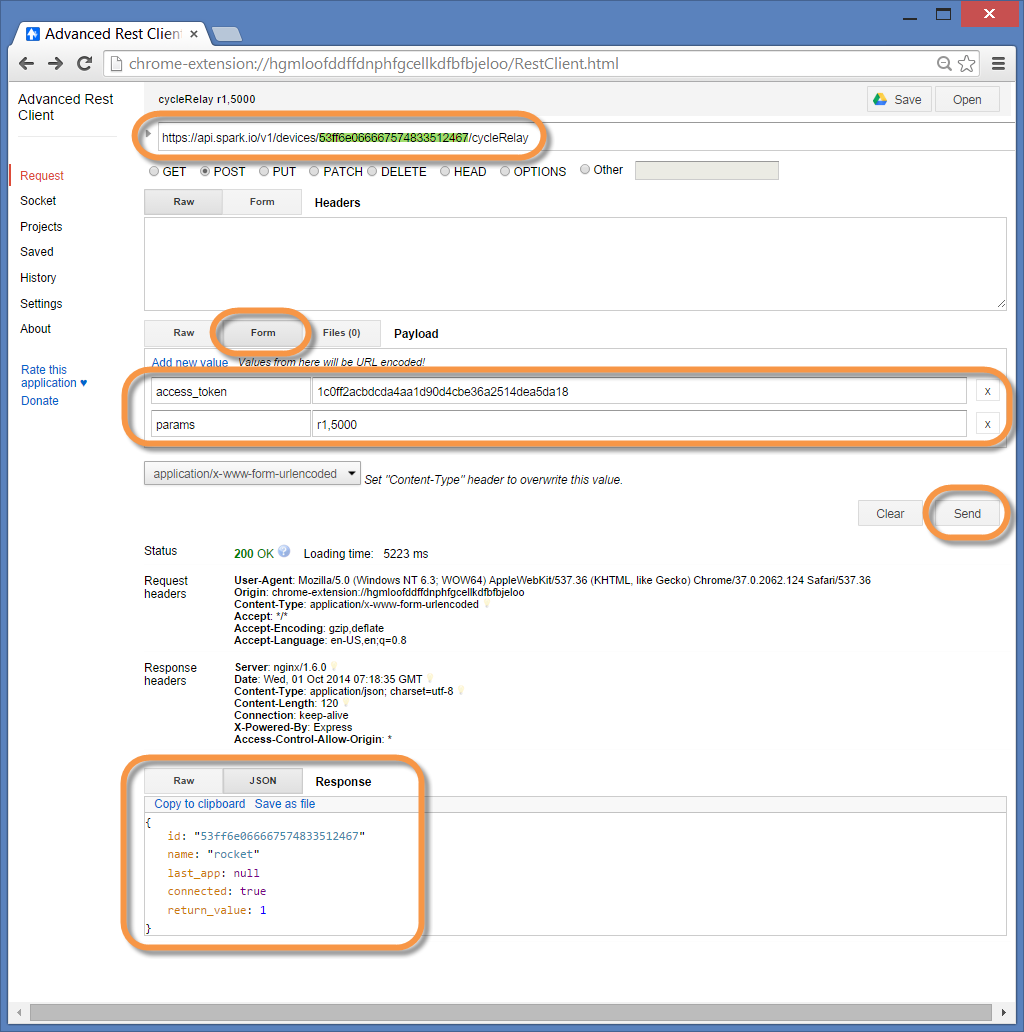 Advanced Rest Client
chrome-extension://hgmloofddffdnphfgcellkdfbfbjeloo/RestClient.html
Advanced Rest
Client
cycleRelay r1,5000
Save
Open
https://api.spark.io/v1/devices/53ff6e066667574833512467/cycleRelay
GET POST PUT PATCH DELETE HEAD OPTIONS Other
Request
Socket
Projects
Saved
History
Settings
About
Rate this
application ♥
Donate
Raw Form Headers
Raw Form Files (0) Payload
Add new value Values from here will be URL encoded!
access_token 1c0ff2acbdcda4aa1d90d4cbe36a2514dea5da18 x
params r1,5000 x
application/x-www-form-urlencoded Set "Content-Type" header to overwrite this value.
Clear Send
Status 200 OK ? Loading time: 5223 ms
Request
headers
User-Agent: Mozilla/5.0 (Windows NT 6.3; WOW64) AppleWebKit/537.36 (KHTML, like Gecko) Chrome/37.0.2062.124 Safari/537.36
Origin: chrome-extension://hgmloofddffdnphfgcellkdfbfbjeloo
Content-Type: application/x-www-form-urlencoded
Accept: */*
Accept-Encoding: gzip,deflate
Accept-Language: en-US,en;q=0.8
Response
headers
Server: nginx/1.6.0
Date: Wed, 01 Oct 2014 07:18:35 GMT
Content-Type: application/json; charset=utf-8
Content-Length: 120
Connection: keep-alive
X-Powered-By: Express
Access-Control-Allow-Origin: *
Raw JSON Response
Copy to clipboard Save as file
{
id: "53ff6e066667574833512467"
name: "rocket"
last_app: null
connected: true
return_value: 1
}